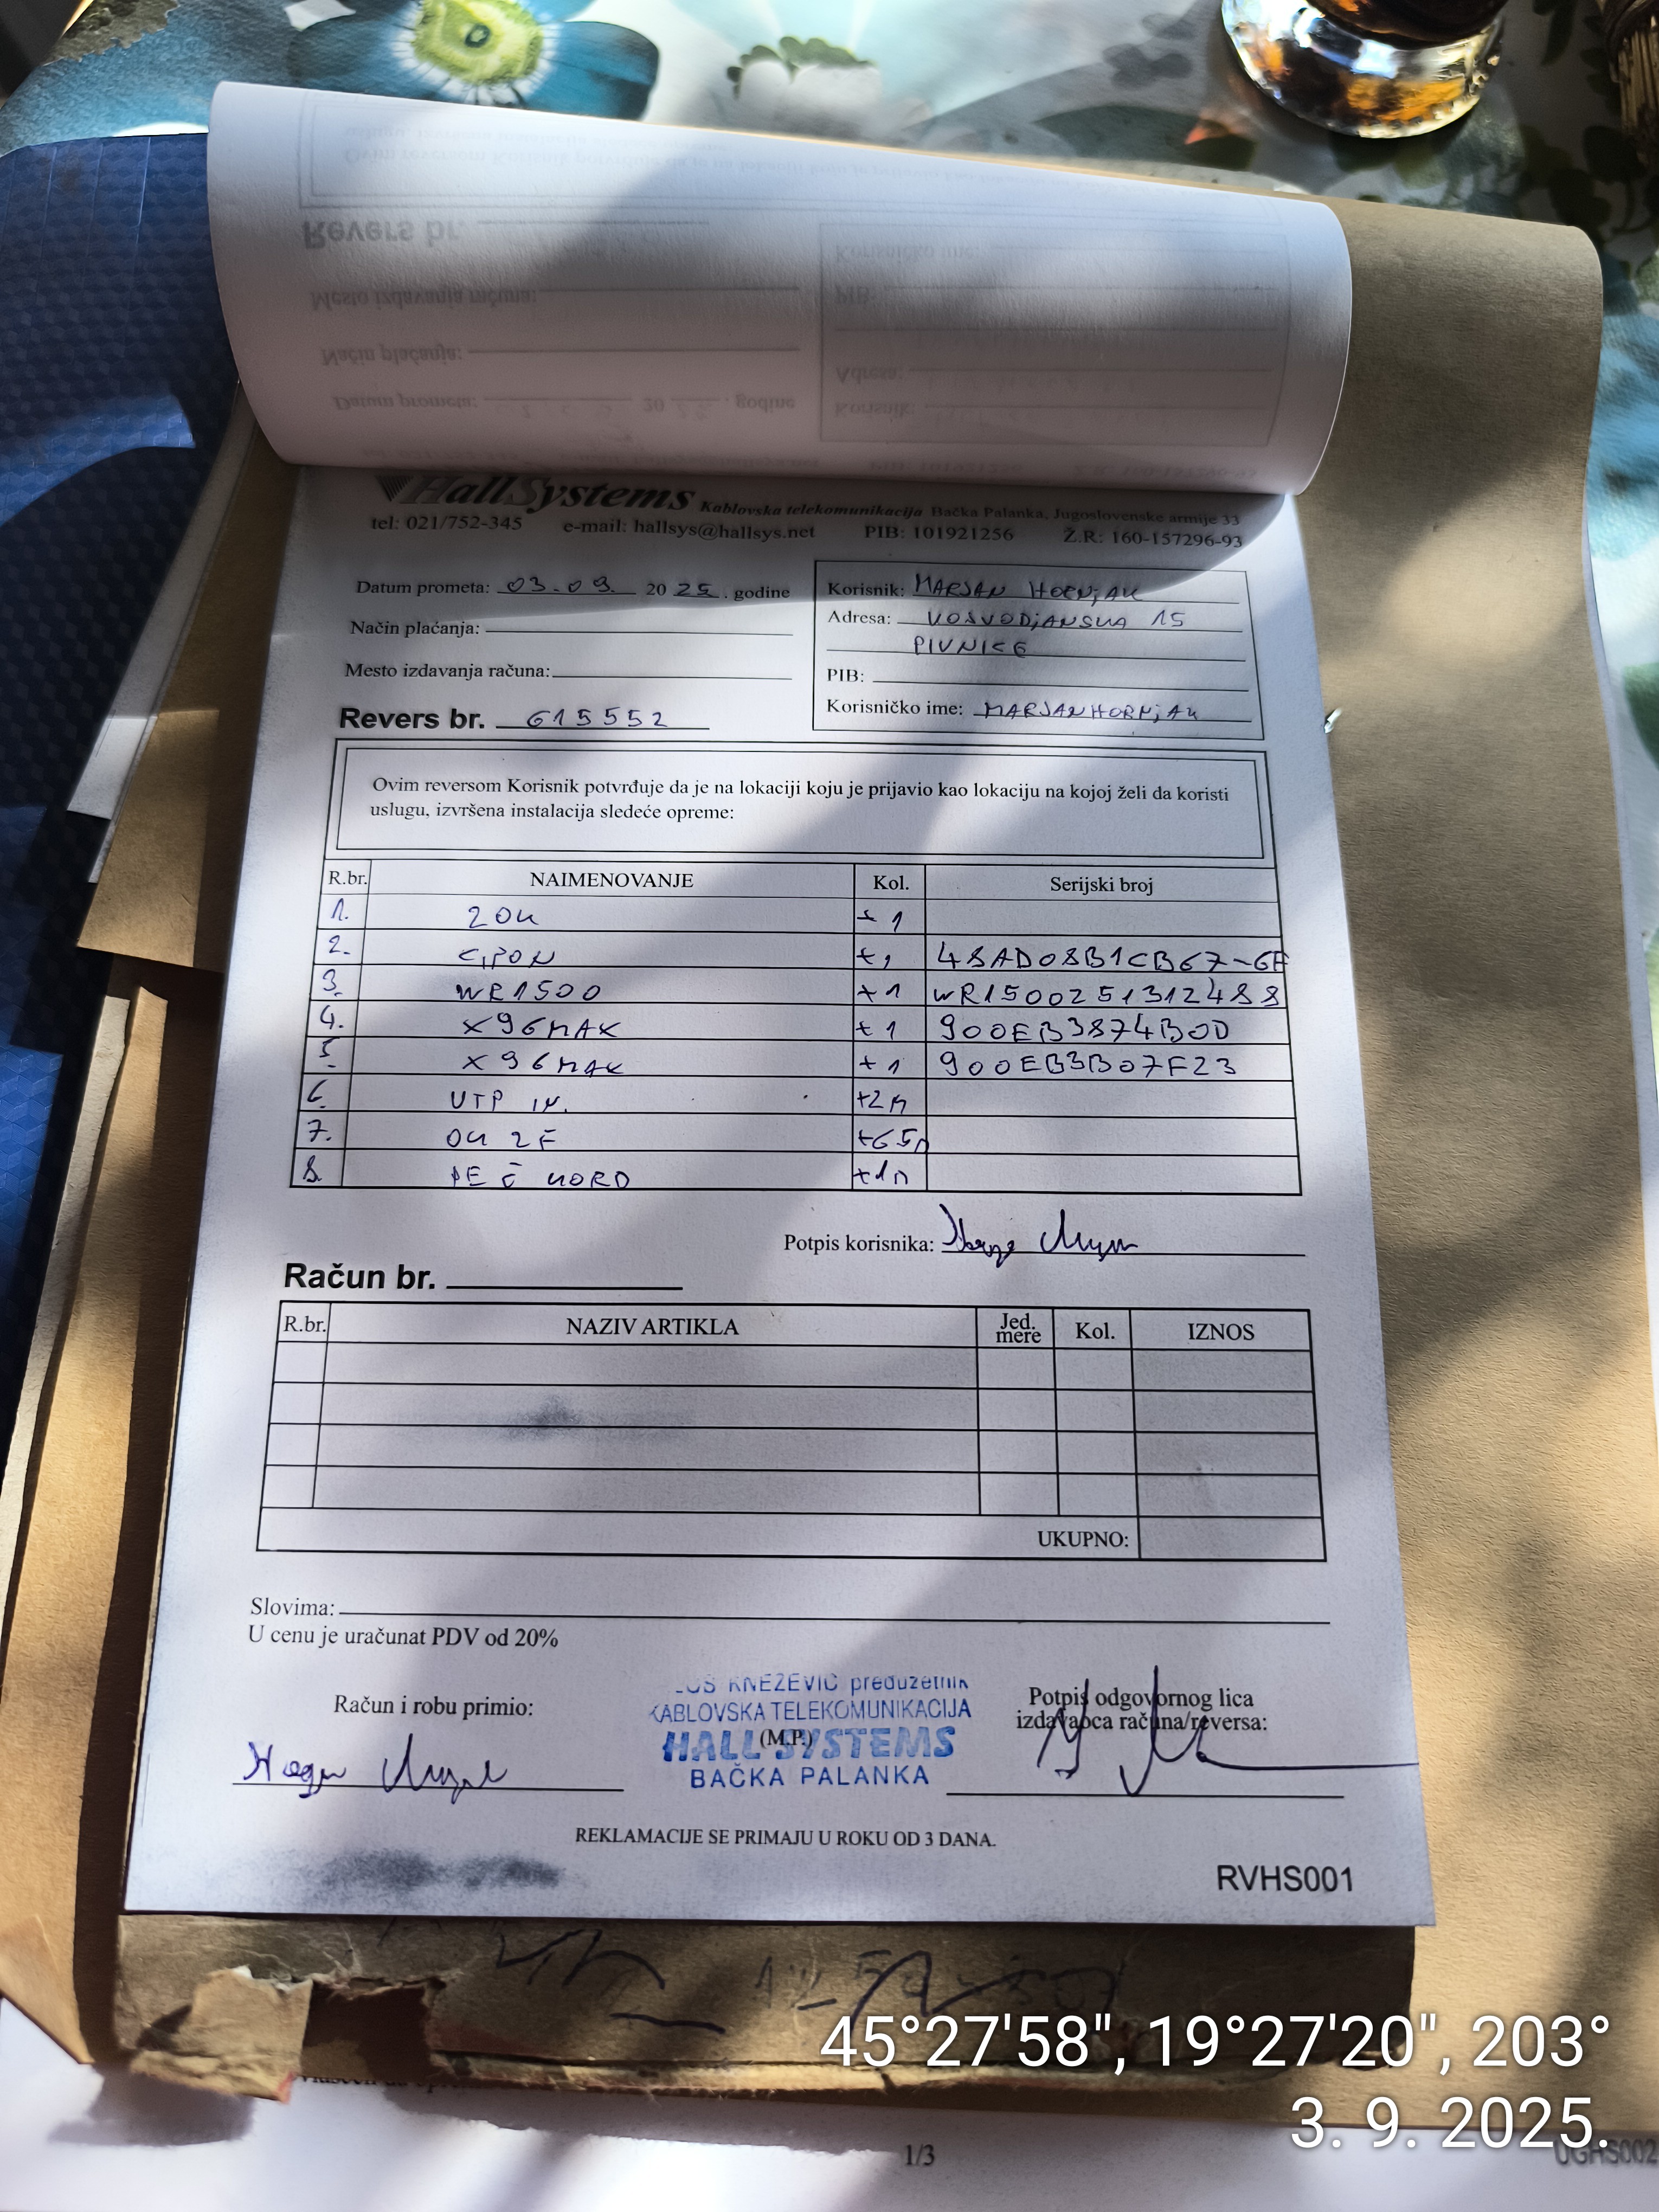 HallSystems Kablovska telekomunikacija Bačka Palanka, Jugoslovenske armije 33
tel: 021/752-345 e-mail: hallsys@hallsys.net PIB: 101921256 Ž.R: 160-157296-93
Datum prometa: 03.09. 20 25. godine
Način plaćanja:
Mesto izdavanja računa:
Revers br. 615552
Korisnik: MARJAN HORNjAK
Adresa: VOJVODjANSKA 15
PIVNICE
PIB:
Korisničko ime: MARJANHORNjAK
Ovim reversom Korisnik potvrđuje da je na lokaciji koju je prijavio kao lokaciju na kojoj želi da koristi
uslugu, izvršena instalacija sledeće opreme:
R.br. NAIMENOVANJE Kol. Serijski broj
1. ZOK +1
2. GPON +1 48AD08B1CB67-6F
3. WR1500 +1 WR1500251312488
4. X96MAX +1 900EB3874B0D
5. X96MAX +1 900EB3B07F23
6. UTP IN. +2m
7. OK 2F +65m
8. PEČ KORD +1m
Potpis korisnika:
Račun br.
R.br. NAZIV ARTIKLA Jed. mere Kol. IZNOS
UKUPNO:
Slovima:
U cenu je uračunat PDV od 20%
Račun i robu primio:
KNEŽEVIĆ preduzetnik
KABLOVSKA TELEKOMUNIKACIJA
(M.P.)
HALL SYSTEMS
BAČKA PALANKA
Potpis odgovornog lica
izdavaoca računa/reversa:
REKLAMACIJE SE PRIMAJU U ROKU OD 3 DANA.
RVHS001
45°27'58", 19°27'20", 203°
3. 9. 2025.
1/3
UGHS002